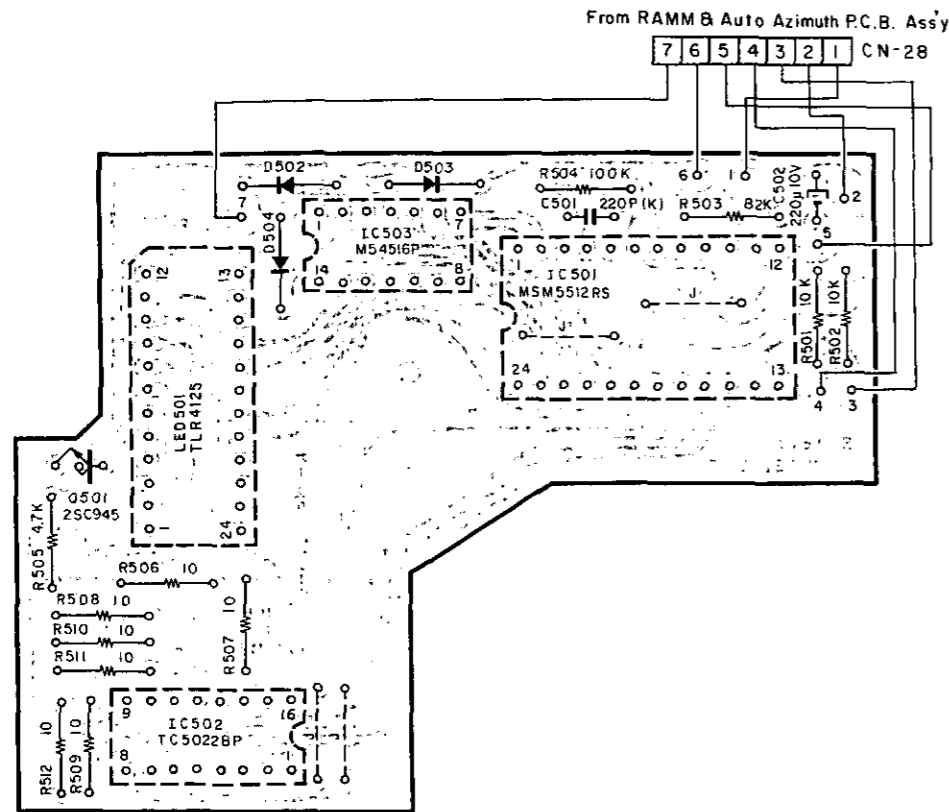 From RAMM & Auto Azimuth P.C.B. Ass'y
7 6 5 4 3 2 1 CN-28
D502
D503
R504 100K
6
1
C502
220μ10V
2
7
D504
C501 220P(K)
R503 82K
5
1
7
IC503
M54516P
14
8
1
12
IC501
MSM5512RS
J
J
24
13
10K
10K
R501
R502
4
3
12
13
LED501
TLR4125
1
24
Q501
2SC945
4.7K
R505
R506 10
R508 10
R510 10
R511 10
10
R507
9
16
IC502
TC5022BP
8
1
J
J
10
10
R512
R509